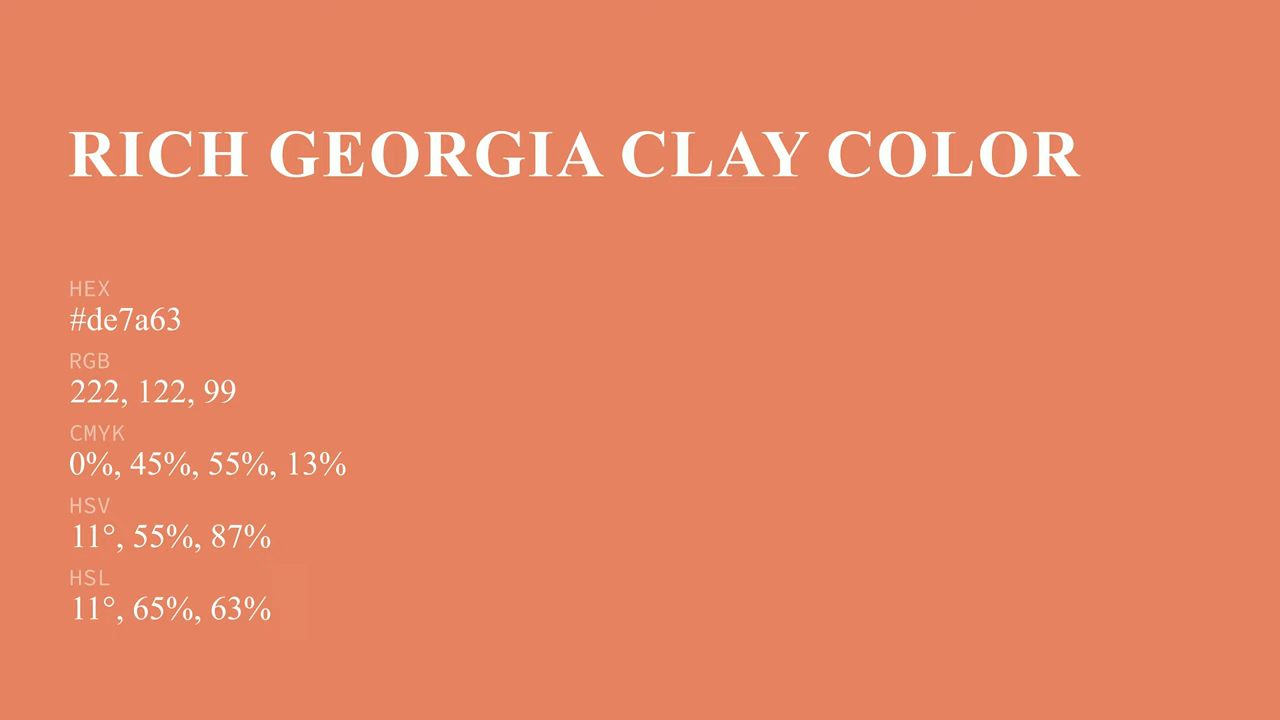 RICH GEORGIA CLAY COLOR
HEX
#de7a63
RGB
222, 122, 99
CMYK
0%, 45%, 55%, 13%
HSV
11°, 55%, 87%
HSL
11°, 65%, 63%